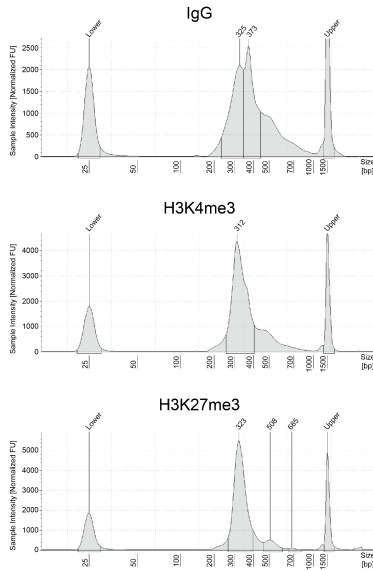 IgG
Lower
325
373
Upper
Sample Intensity [Normalized FU]
2500
2000
1500
1000
500
0
25
50
100
200
300
400
500
700
1000
1500
Size
[bp]
H3K4me3
Lower
312
Upper
Sample Intensity [Normalized FU]
4000
3000
2000
1000
0
25
50
100
200
300
400
500
700
1000
1500
Size
[bp]
H3K27me3
Lower
323
508
685
Upper
Sample Intensity [Normalized FU]
5000
4000
3000
2000
1000
0
25
50
100
200
300
400
500
700
1000
1500
Size
[bp]